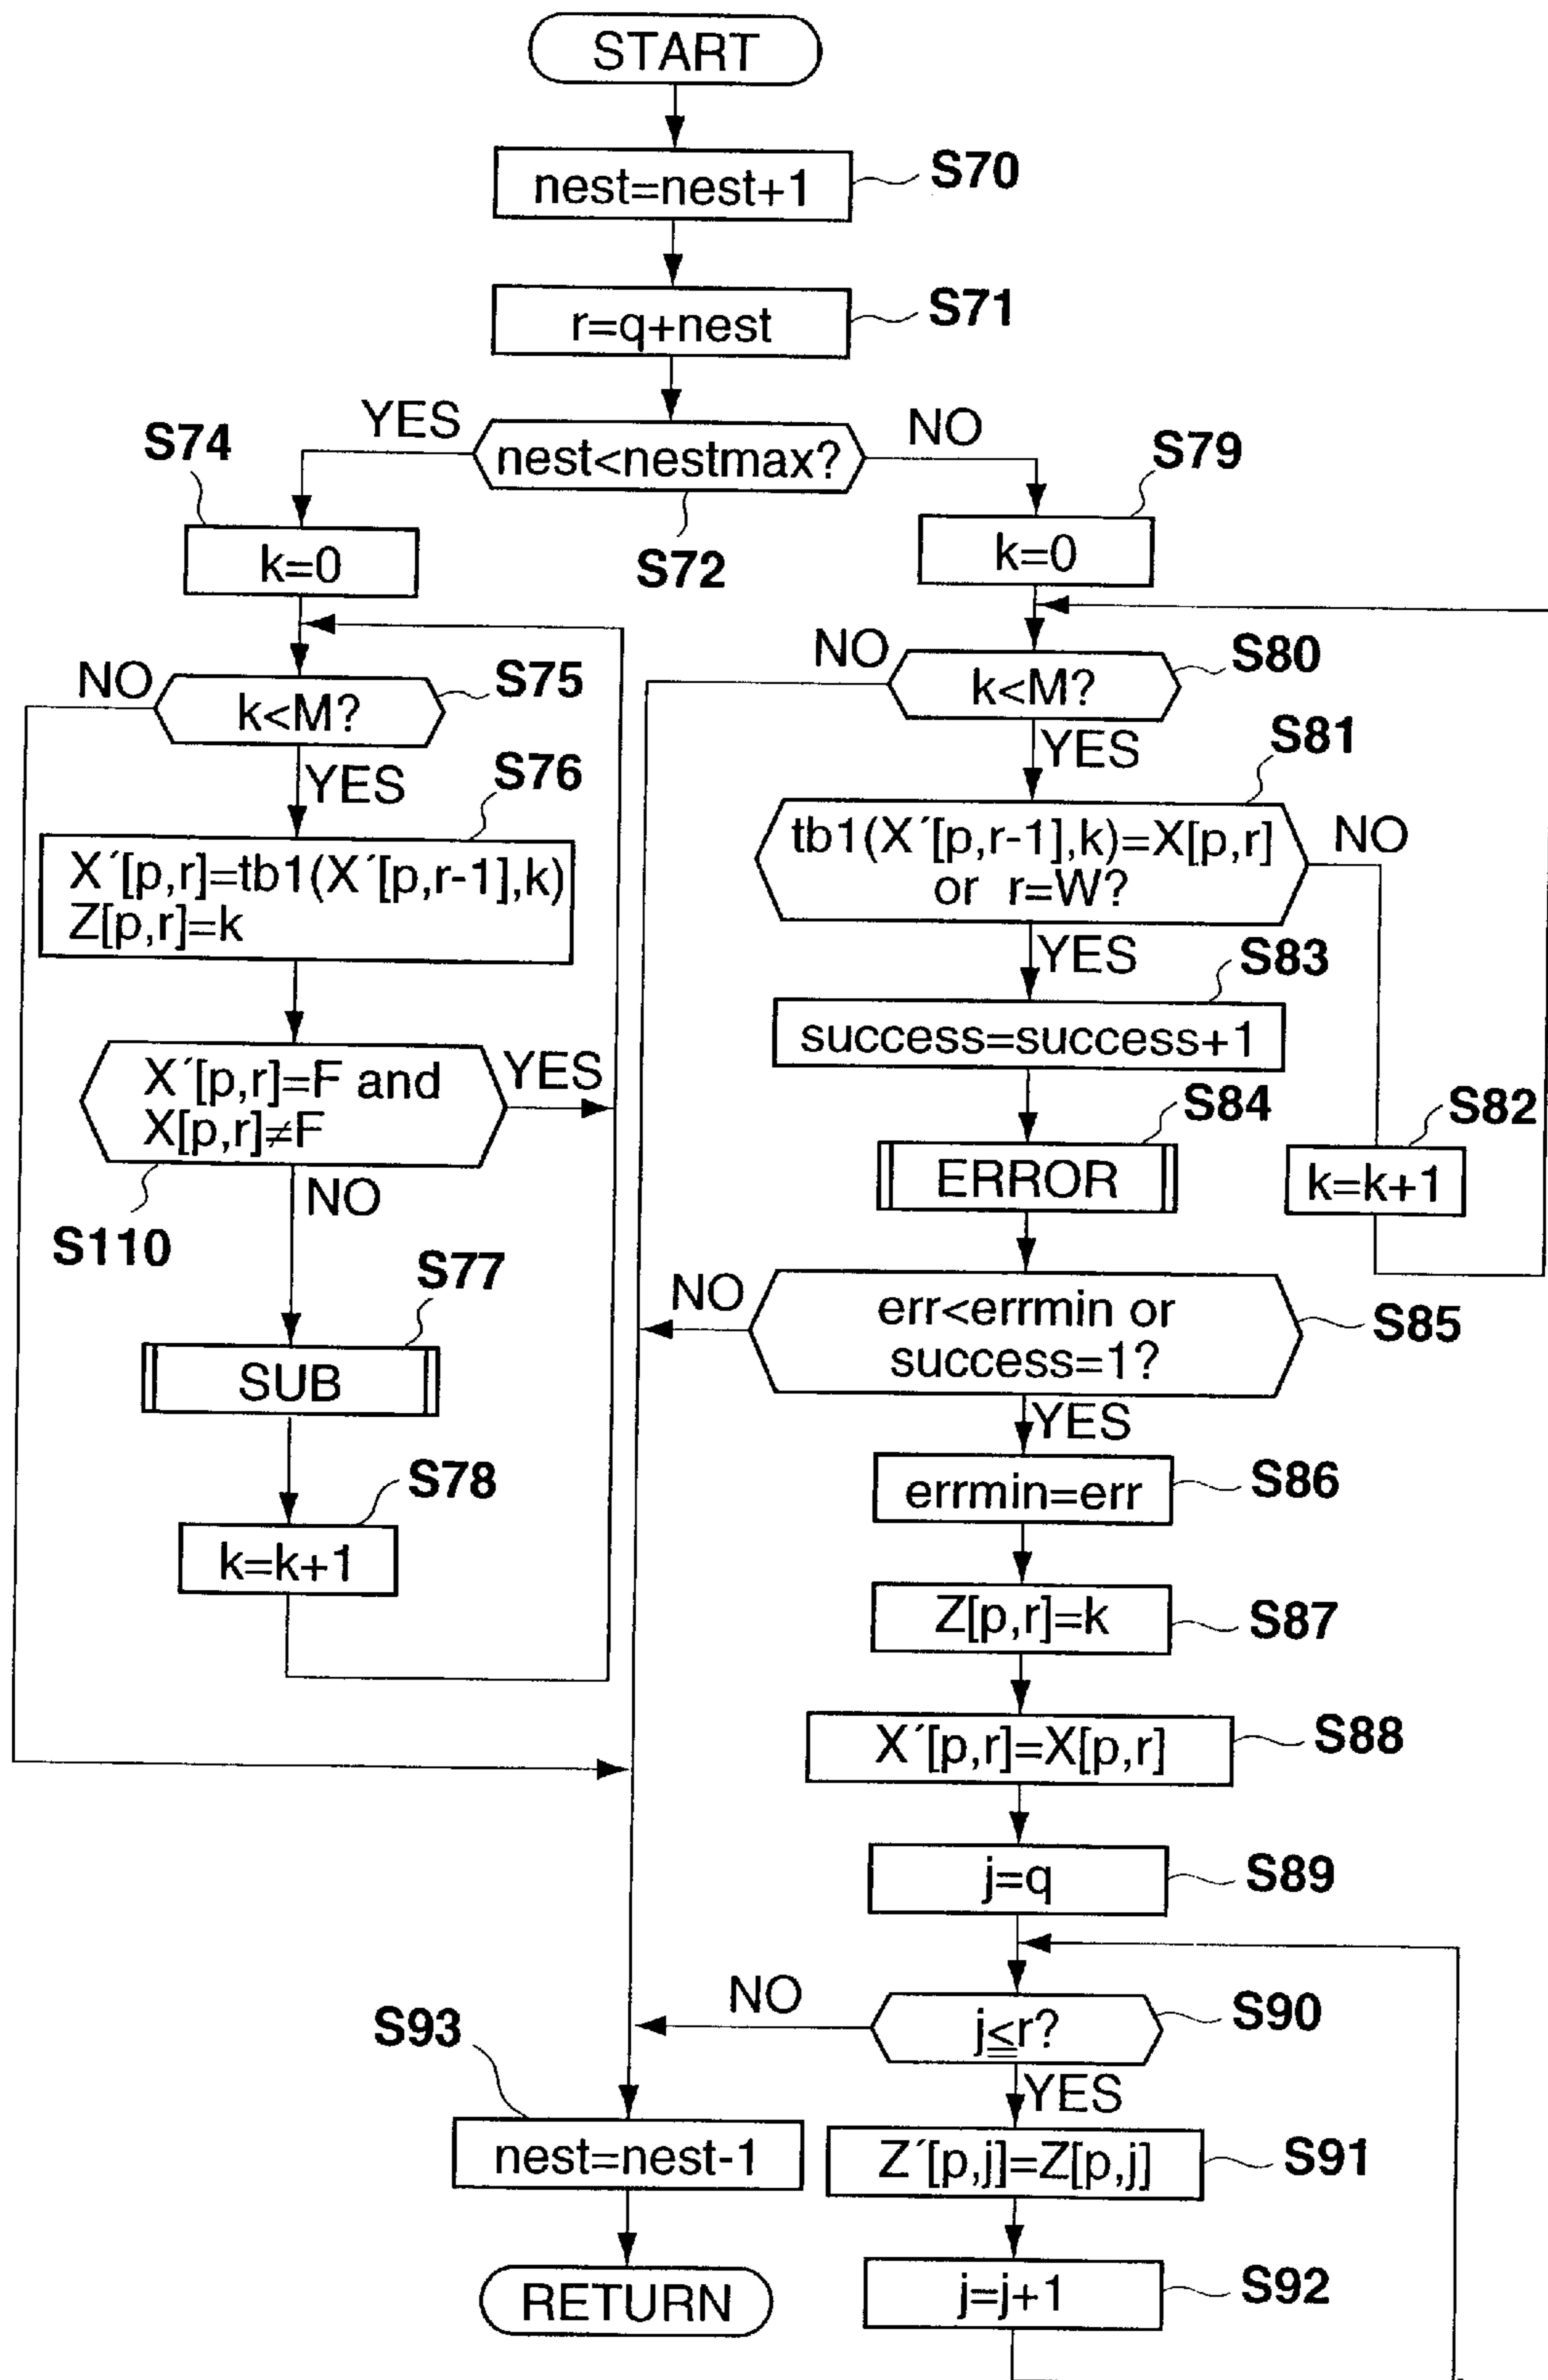 START
nest=nest+1
S70
r=q+nest
S71
nest<nestmax?
YES
NO
S72
S74
k=0
S79
k=0
k<M?
NO
S75
YES
S76
X´[p,r]=tb1(X´[p,r-1],k)
Z[p,r]=k
X´[p,r]=F and
X[p,r]≠F
YES
NO
S110
S77
SUB
S78
k=k+1
NO
k<M?
S80
YES
S81
tb1(X´[p,r-1],k)=X[p,r]
or r=W?
NO
YES
S83
success=success+1
S84
ERROR
S82
k=k+1
NO
err<errmin or
success=1?
S85
YES
errmin=err
S86
Z[p,r]=k
S87
X´[p,r]=X[p,r]
S88
j=q
S89
NO
j≦r?
S90
YES
Z´[p,j]=Z[p,j]
S91
j=j+1
S92
S93
nest=nest-1
RETURN